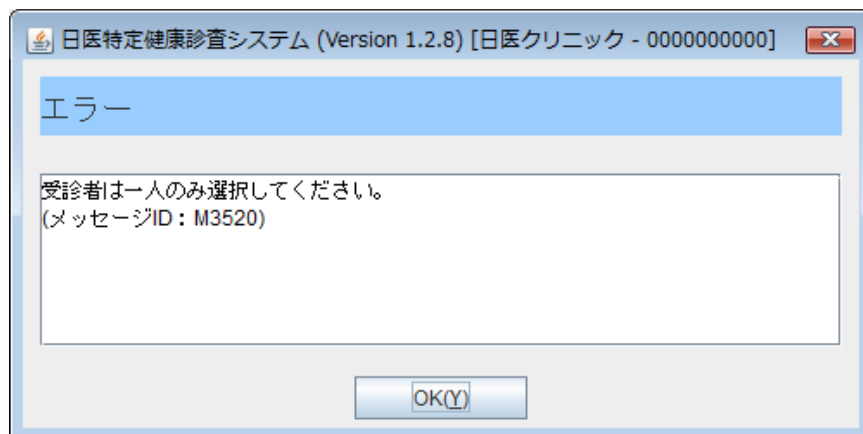 日医特定健康診査システム (Version 1.2.8) [日医クリニック - 0000000000]
エラー
受診者は一人のみ選択してください。
(メッセージID：M3520)
OK(Y)